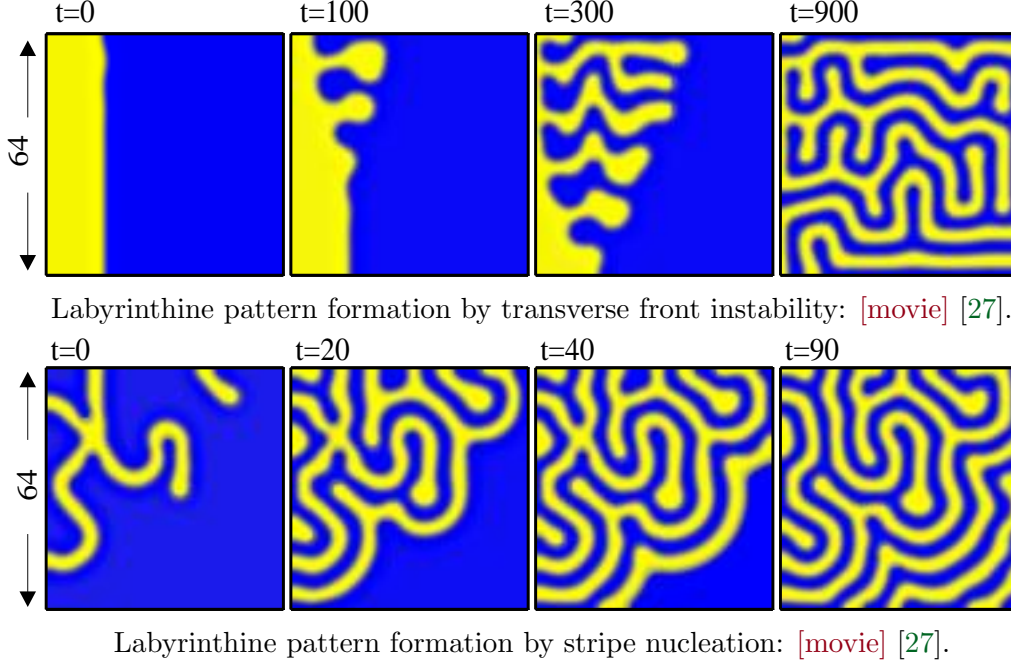 t=0 t=100 t=300 t=900
64
Labyrinthine pattern formation by transverse front instability: [movie] [27].
t=0 t=20 t=40 t=90
64
Labyrinthine pattern formation by stripe nucleation: [movie] [27].